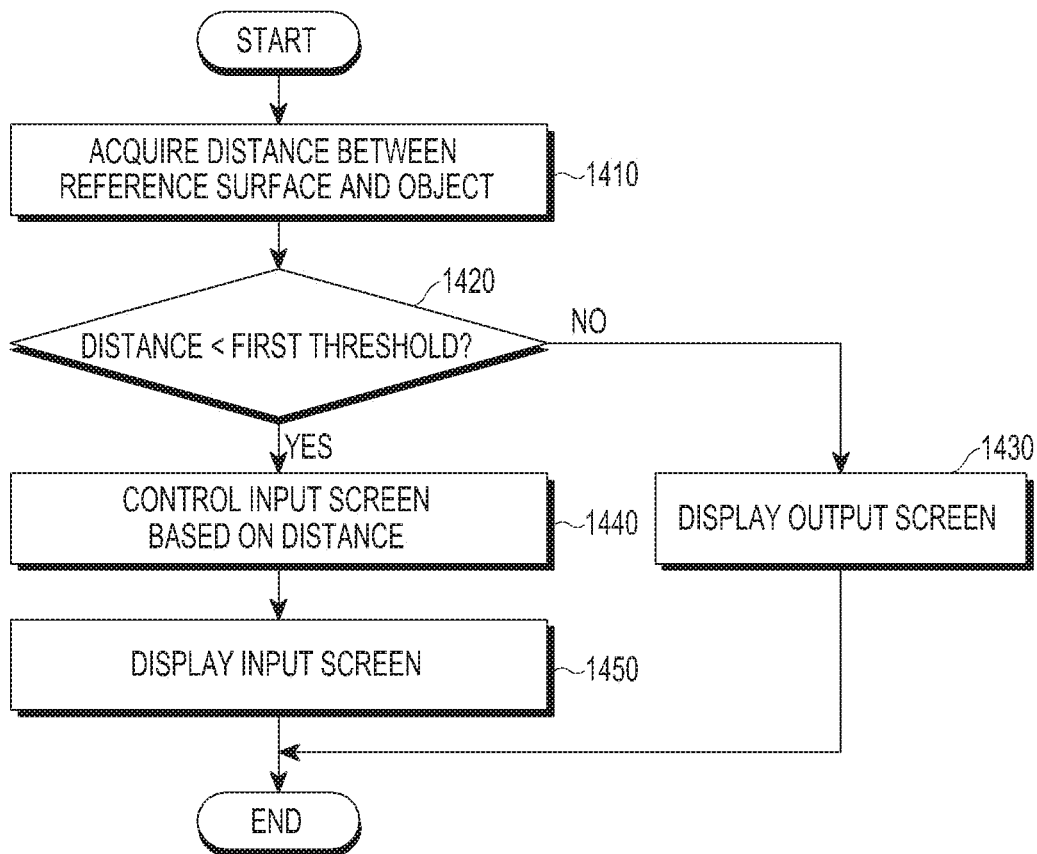 START
ACQUIRE DISTANCE BETWEEN
REFERENCE SURFACE AND OBJECT
1410
1420
DISTANCE < FIRST THRESHOLD?
NO
YES
1430
CONTROL INPUT SCREEN
BASED ON DISTANCE
1440
DISPLAY OUTPUT SCREEN
DISPLAY INPUT SCREEN
1450
END